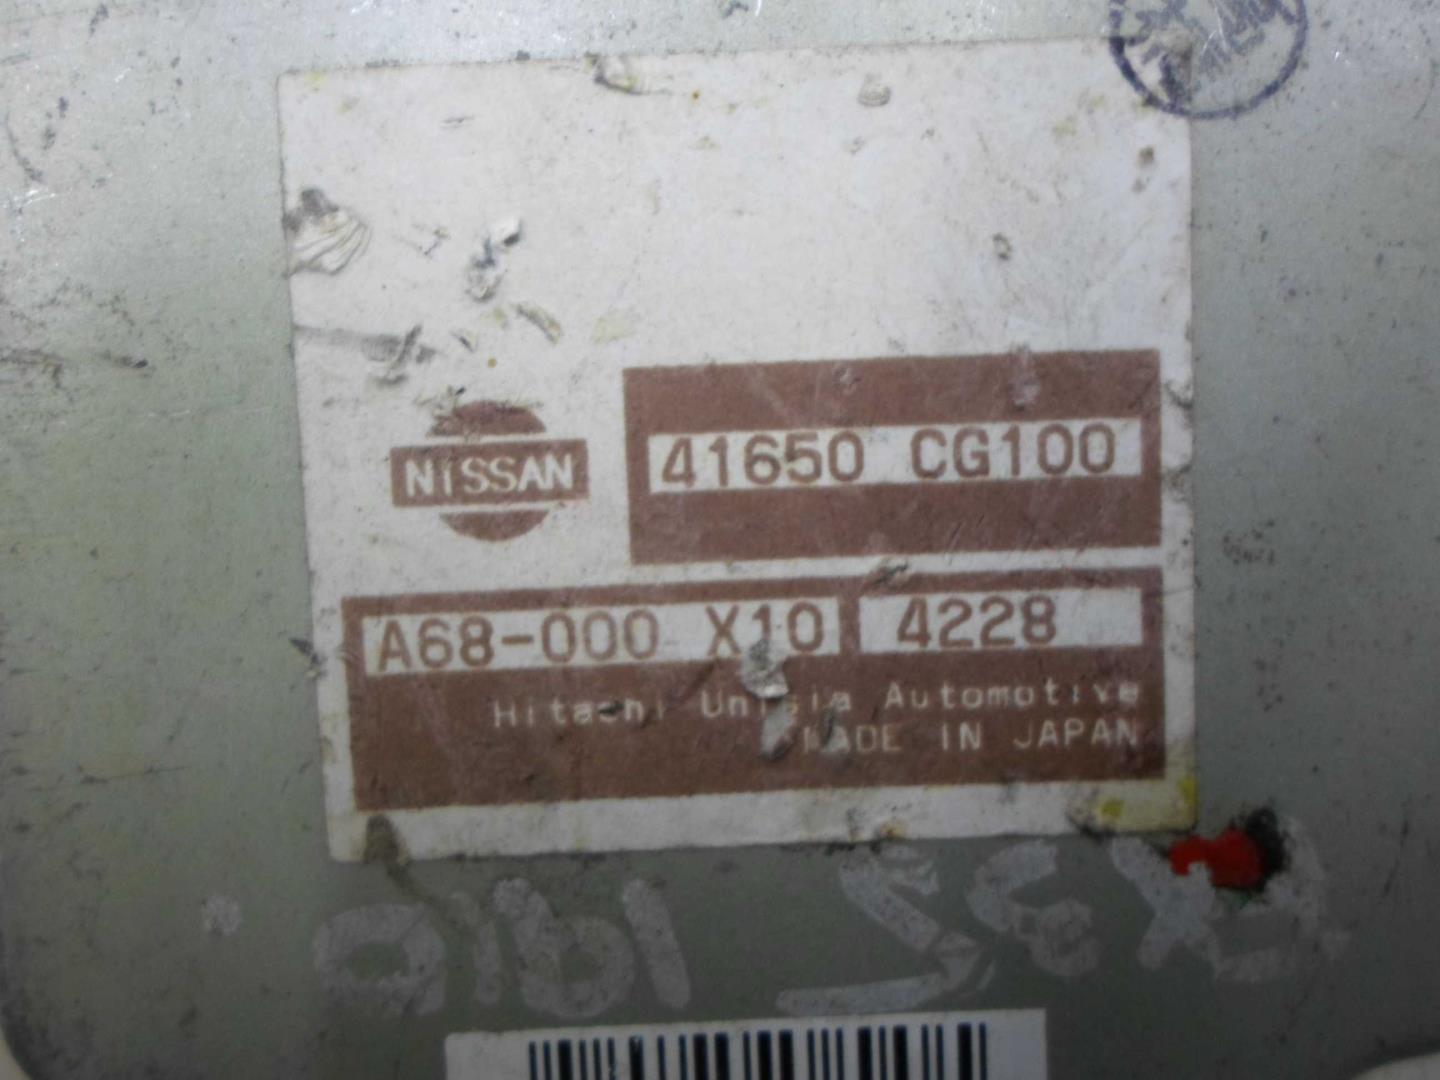 NISSAN
41650 CG100
A68-000 X10 4228
Hitachi Unisia Automotive
MADE IN JAPAN